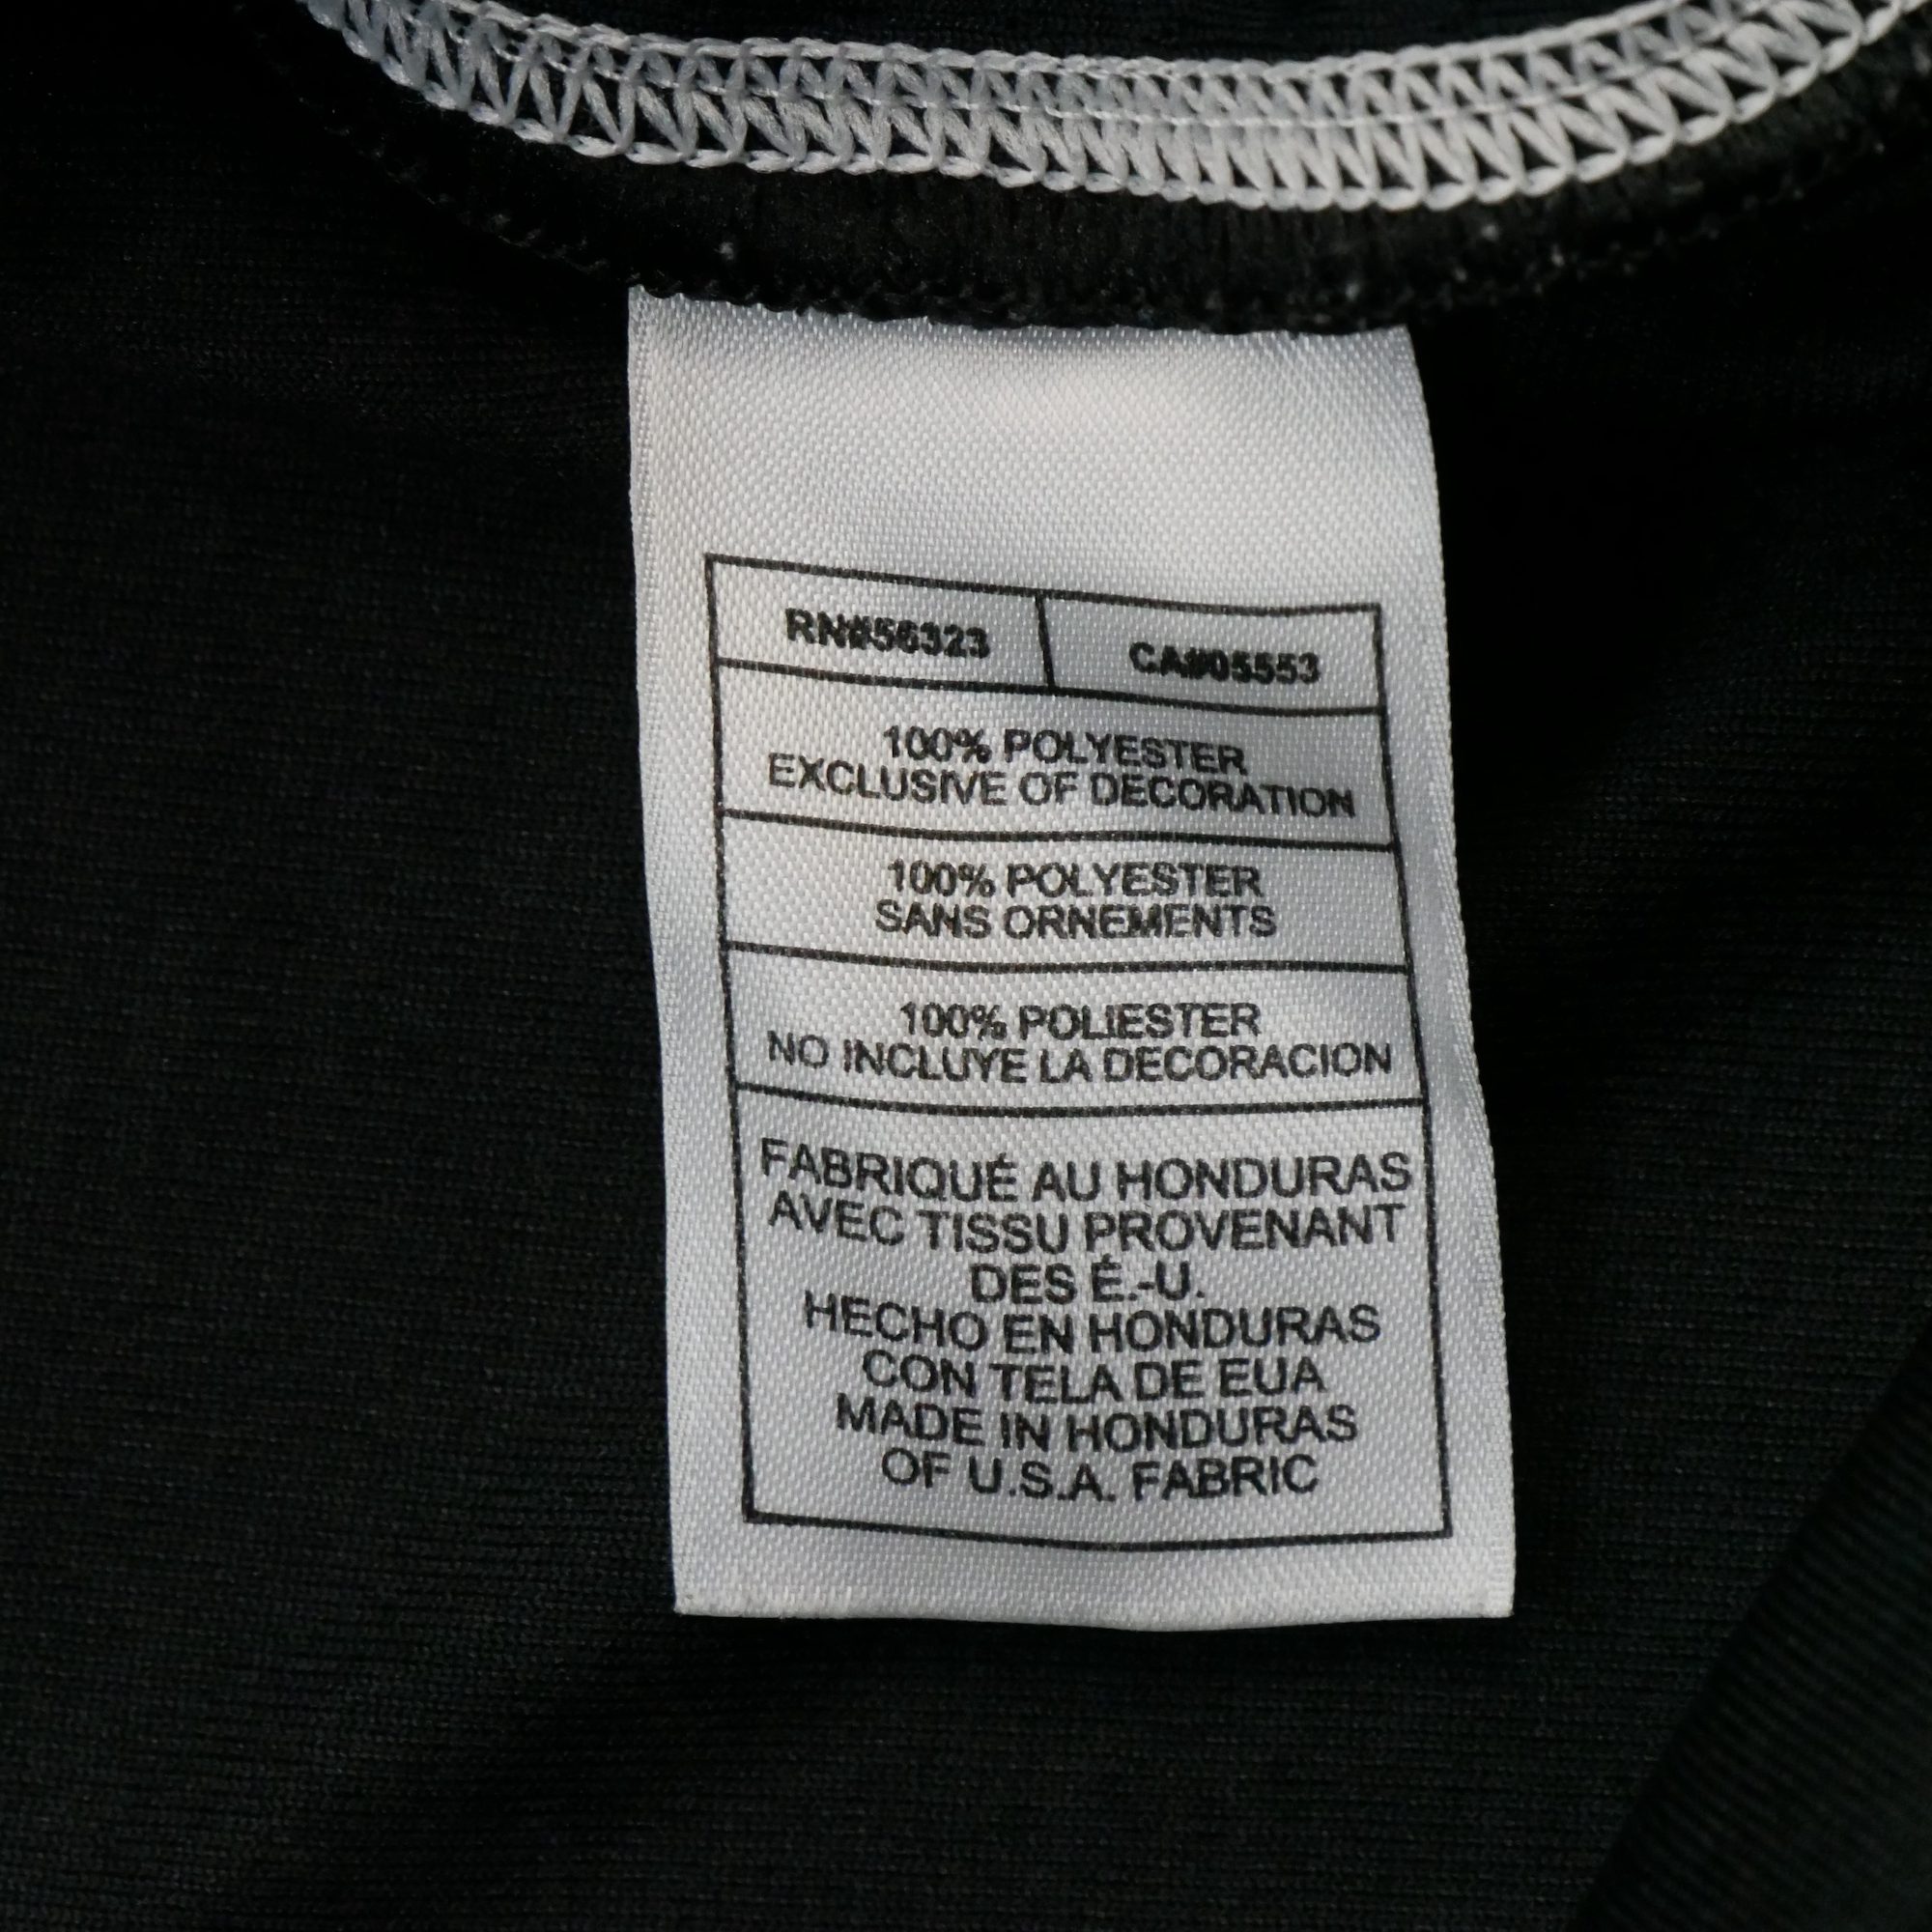 RN#56323 CA#05553
100% POLYESTER
EXCLUSIVE OF DECORATION
100% POLYESTER
SANS ORNEMENTS
100% POLIESTER
NO INCLUYE LA DECORACION
FABRIQUÉ AU HONDURAS
AVEC TISSU PROVENANT
DES É.-U.
HECHO EN HONDURAS
CON TELA DE EUA
MADE IN HONDURAS
OF U.S.A. FABRIC